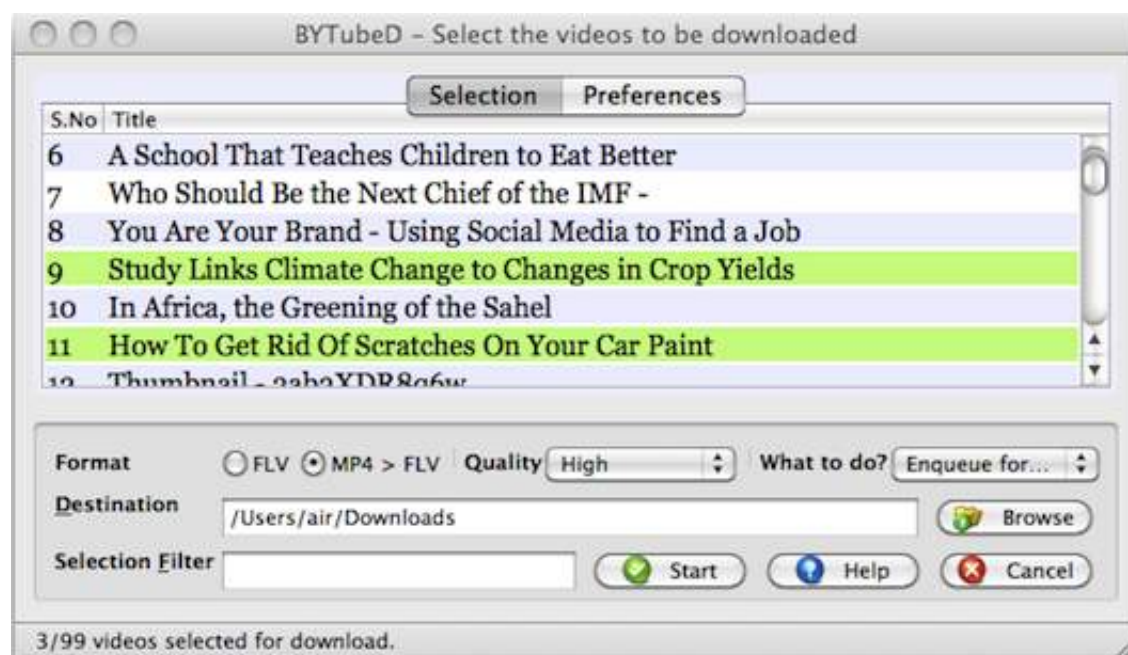 BYTubeD – Select the videos to be downloaded
Selection Preferences
S.No Title
6 A School That Teaches Children to Eat Better
7 Who Should Be the Next Chief of the IMF -
8 You Are Your Brand - Using Social Media to Find a Job
9 Study Links Climate Change to Changes in Crop Yields
10 In Africa, the Greening of the Sahel
11 How To Get Rid Of Scratches On Your Car Paint
12 Thumbnail -
Format FLV MP4 > FLV Quality High What to do? Enqueue for...
Destination /Users/air/Downloads Browse
Selection Filter Start Help Cancel
3/99 videos selected for download.